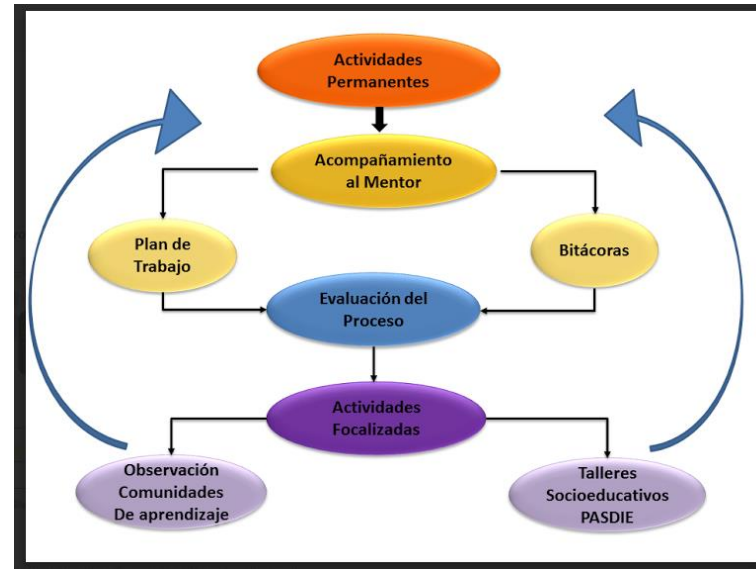 Actividades
Permanentes
Acompañamiento
al Mentor
Plan de
Trabajo
Bitácoras
Evaluación del
Proceso
Actividades
Focalizadas
Observación
Comunidades
De aprendizaje
Talleres
Socioeducativos
PASDIE